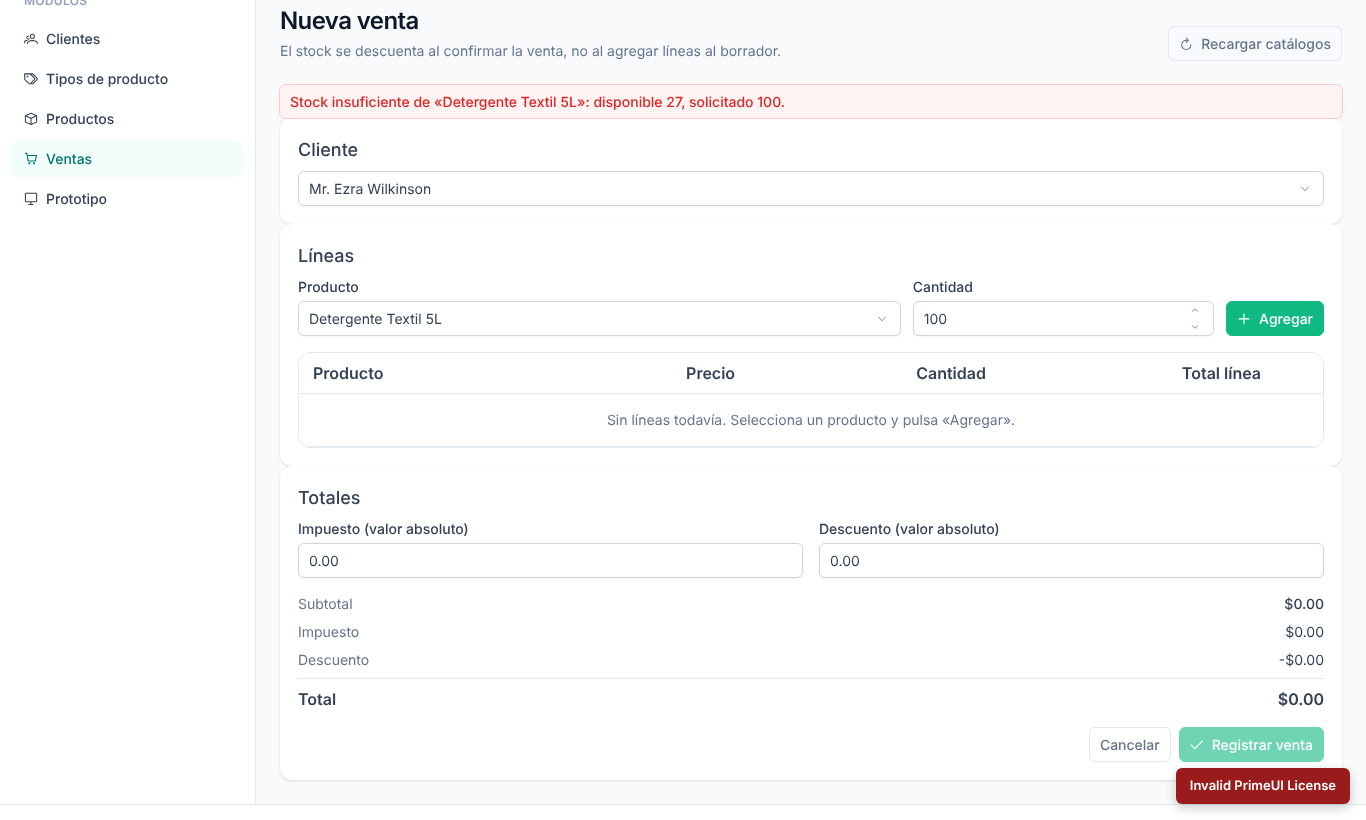 MÓDULOS
Clientes
Tipos de producto
Productos
Ventas
Prototipo
Nueva venta
El stock se descuenta al confirmar la venta, no al agregar líneas al borrador.
Recargar catálogos
Stock insuficiente de «Detergente Textil 5L»: disponible 27, solicitado 100.
Cliente
Mr. Ezra Wilkinson
Líneas
Producto Cantidad
Detergente Textil 5L 100 Agregar
Producto Precio Cantidad Total línea
Sin líneas todavía. Selecciona un producto y pulsa «Agregar».
Totales
Impuesto (valor absoluto) Descuento (valor absoluto)
0.00 0.00
Subtotal $0.00
Impuesto $0.00
Descuento -$0.00
Total $0.00
Cancelar Registrar venta
Invalid PrimeUI License